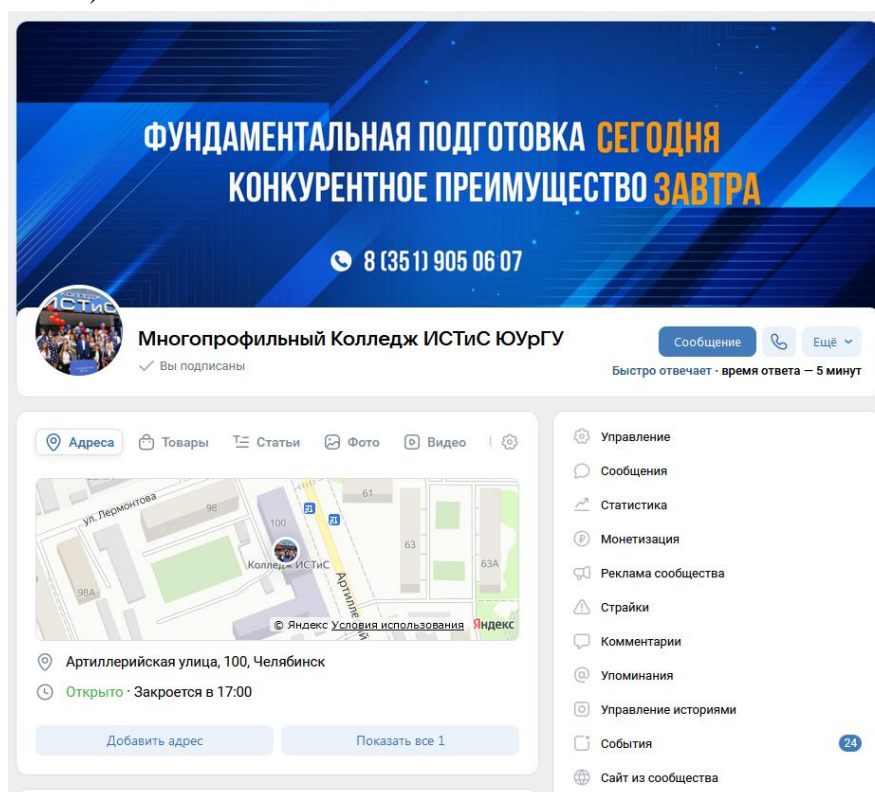 ФУНДАМЕНТАЛЬНАЯ ПОДГОТОВКА СЕГОДНЯ
КОНКУРЕНТНОЕ ПРЕИМУЩЕСТВО ЗАВТРА
8 (351) 905 06 07
КОЛЛЕДЖ
ИСТиС
Многопрофильный Колледж ИСТиС ЮУрГУ
Вы подписаны
Сообщение
Ещё
Быстро отвечает · время ответа — 5 минут
Адреса
Товары
Статьи
Фото
Видео
ул. Лермонтова
98
100
61
63
63А
98А
Колледж ИСТиС
© Яндекс Условия использования Яндекс
Артиллерийская улица, 100, Челябинск
Открыто · Закроется в 17:00
Добавить адрес
Показать все 1
Управление
Сообщения
Статистика
Монетизация
Реклама сообщества
Страйки
Комментарии
Упоминания
Управление историями
События 24
Сайт из сообщества